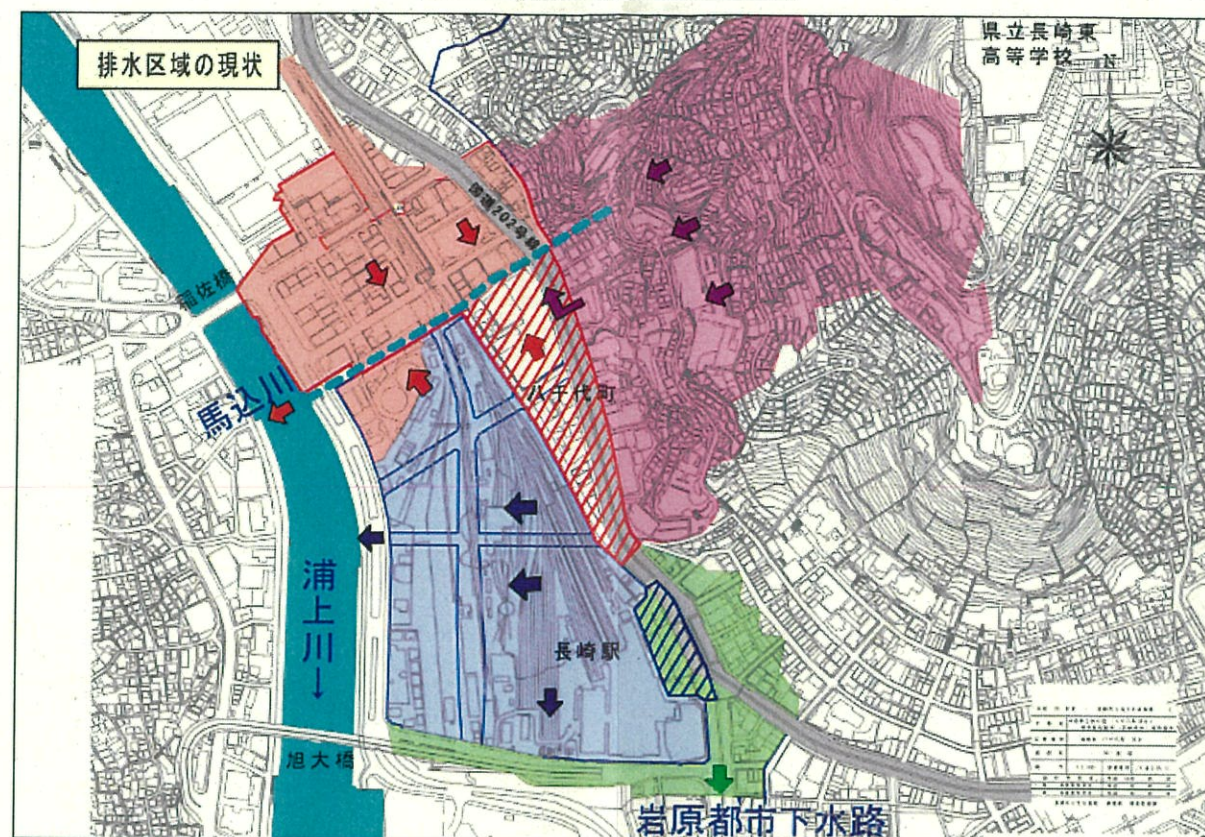 排水区域の現状
県立長崎東
高等学校
N
国道202号線
稲佐橋
馬込川
八千代町
浦上川→
長崎駅
旭大橋
岩原都市下水路